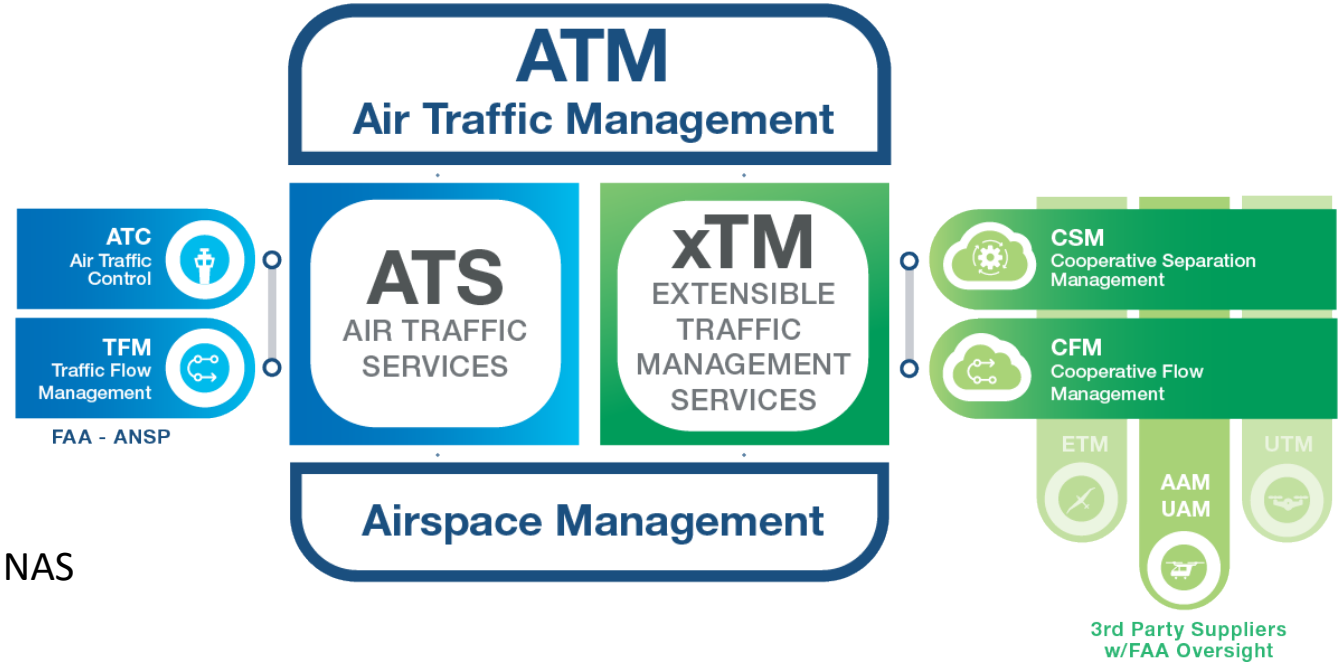 ATM
Air Traffic Management
ATC
Air Traffic
Control
TFM
Traffic Flow
Management
FAA - ANSP
ATS
AIR TRAFFIC
SERVICES
xTM
EXTENSIBLE
TRAFFIC
MANAGEMENT
SERVICES
CSM
Cooperative Separation
Management
CFM
Cooperative Flow
Management
ETM
AAM
UAM
UTM
3rd Party Suppliers
w/FAA Oversight
Airspace Management
NAS